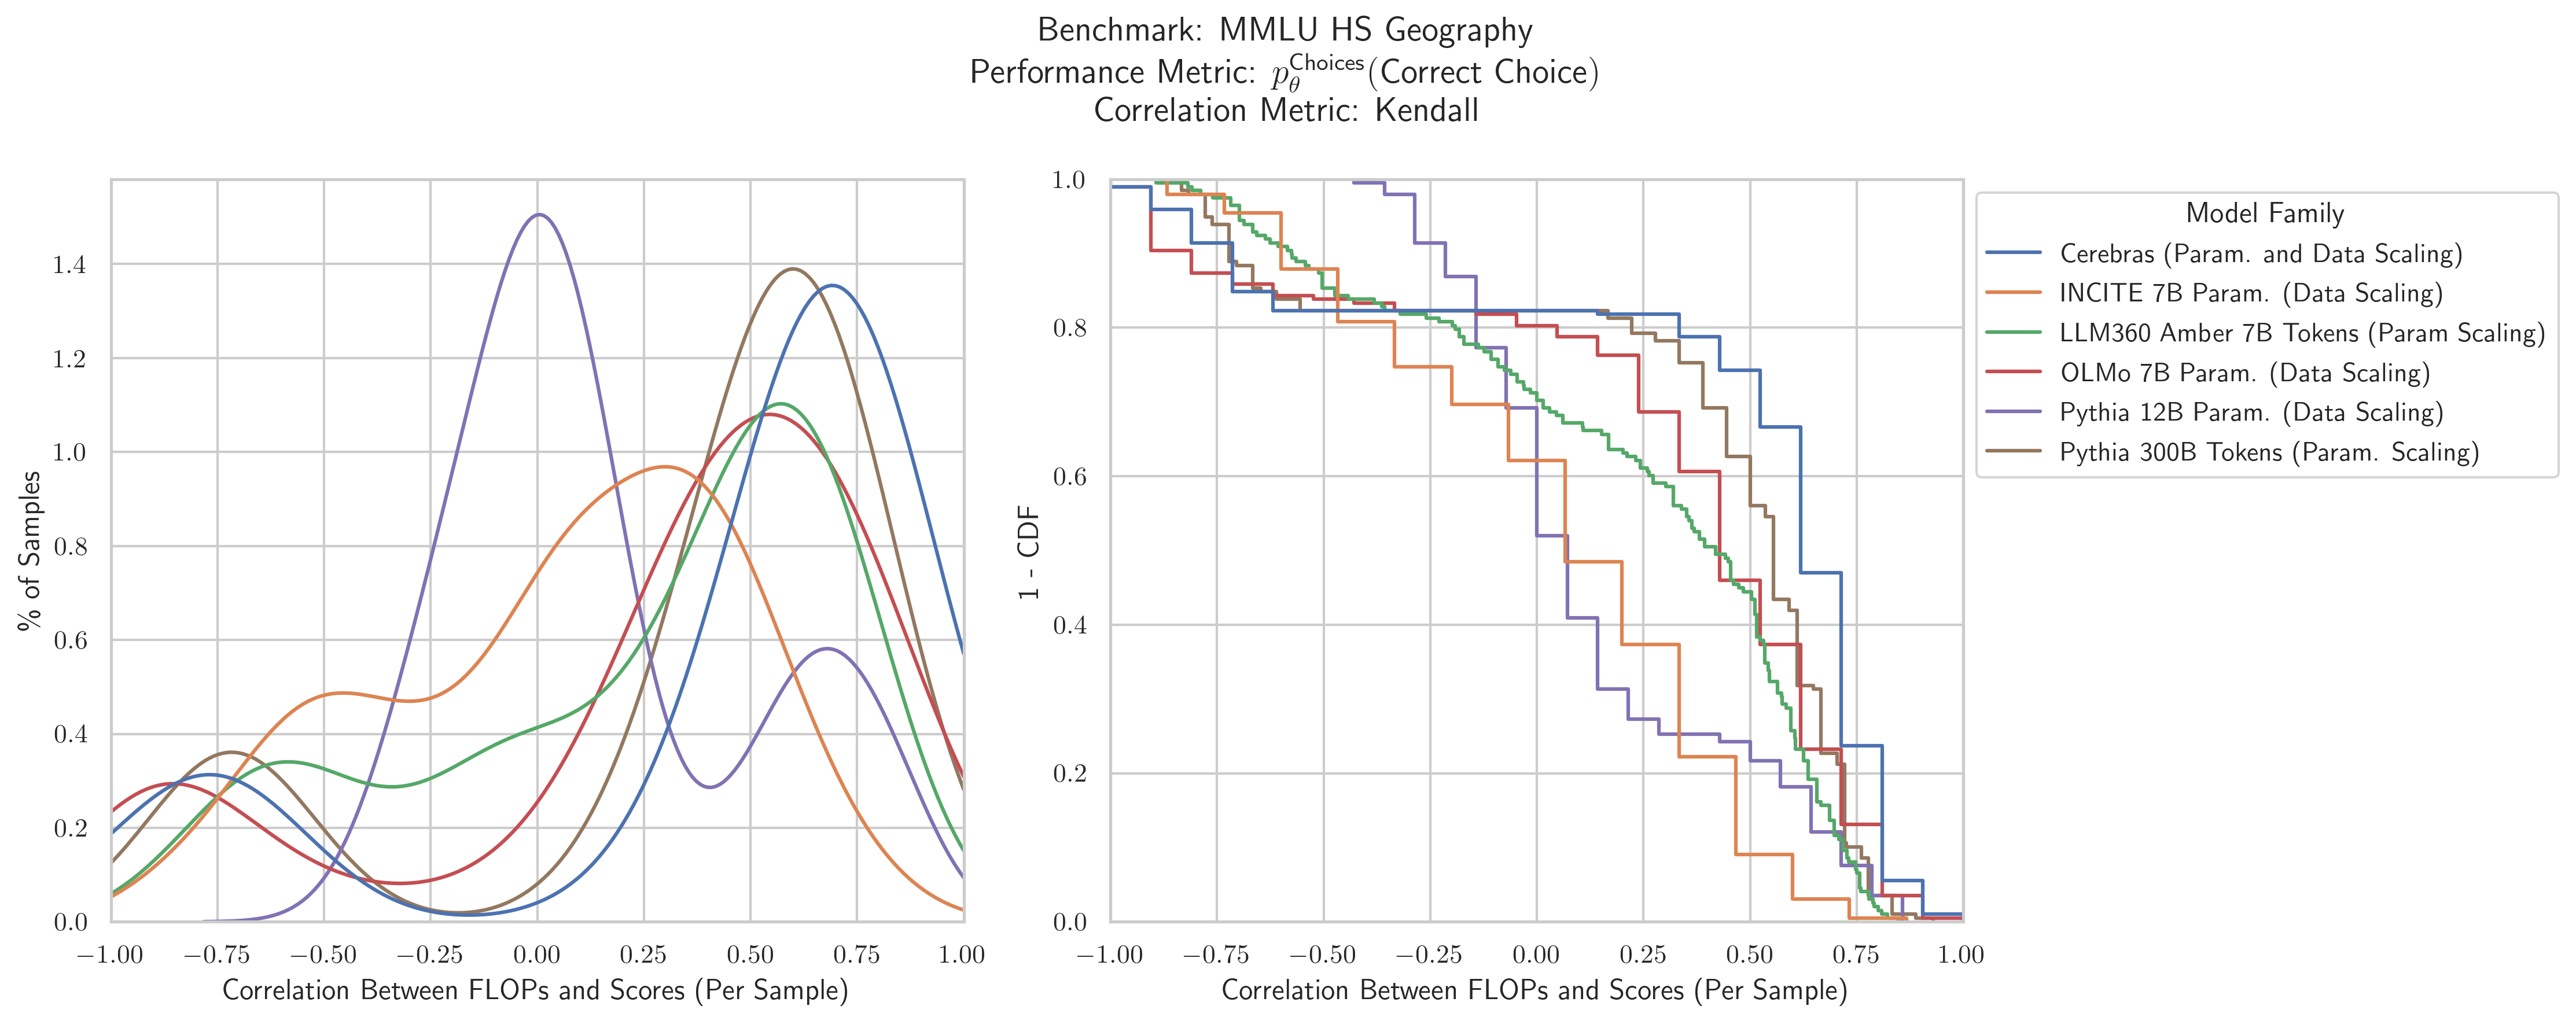 Benchmark: MMLU HS Geography
Performance Metric: $p_\theta^{\text{Choices}}$(Correct Choice)
Correlation Metric: Kendall
% of Samples
1.4
1.2
1.0
0.8
0.6
0.4
0.2
0.0
−1.00 −0.75 −0.50 −0.25 0.00 0.25 0.50 0.75 1.00
Correlation Between FLOPs and Scores (Per Sample)
1 - CDF
1.0
0.8
0.6
0.4
0.2
0.0
−1.00 −0.75 −0.50 −0.25 0.00 0.25 0.50 0.75 1.00
Correlation Between FLOPs and Scores (Per Sample)
Model Family
Cerebras (Param. and Data Scaling)
INCITE 7B Param. (Data Scaling)
LLM360 Amber 7B Tokens (Param Scaling)
OLMo 7B Param. (Data Scaling)
Pythia 12B Param. (Data Scaling)
Pythia 300B Tokens (Param. Scaling)